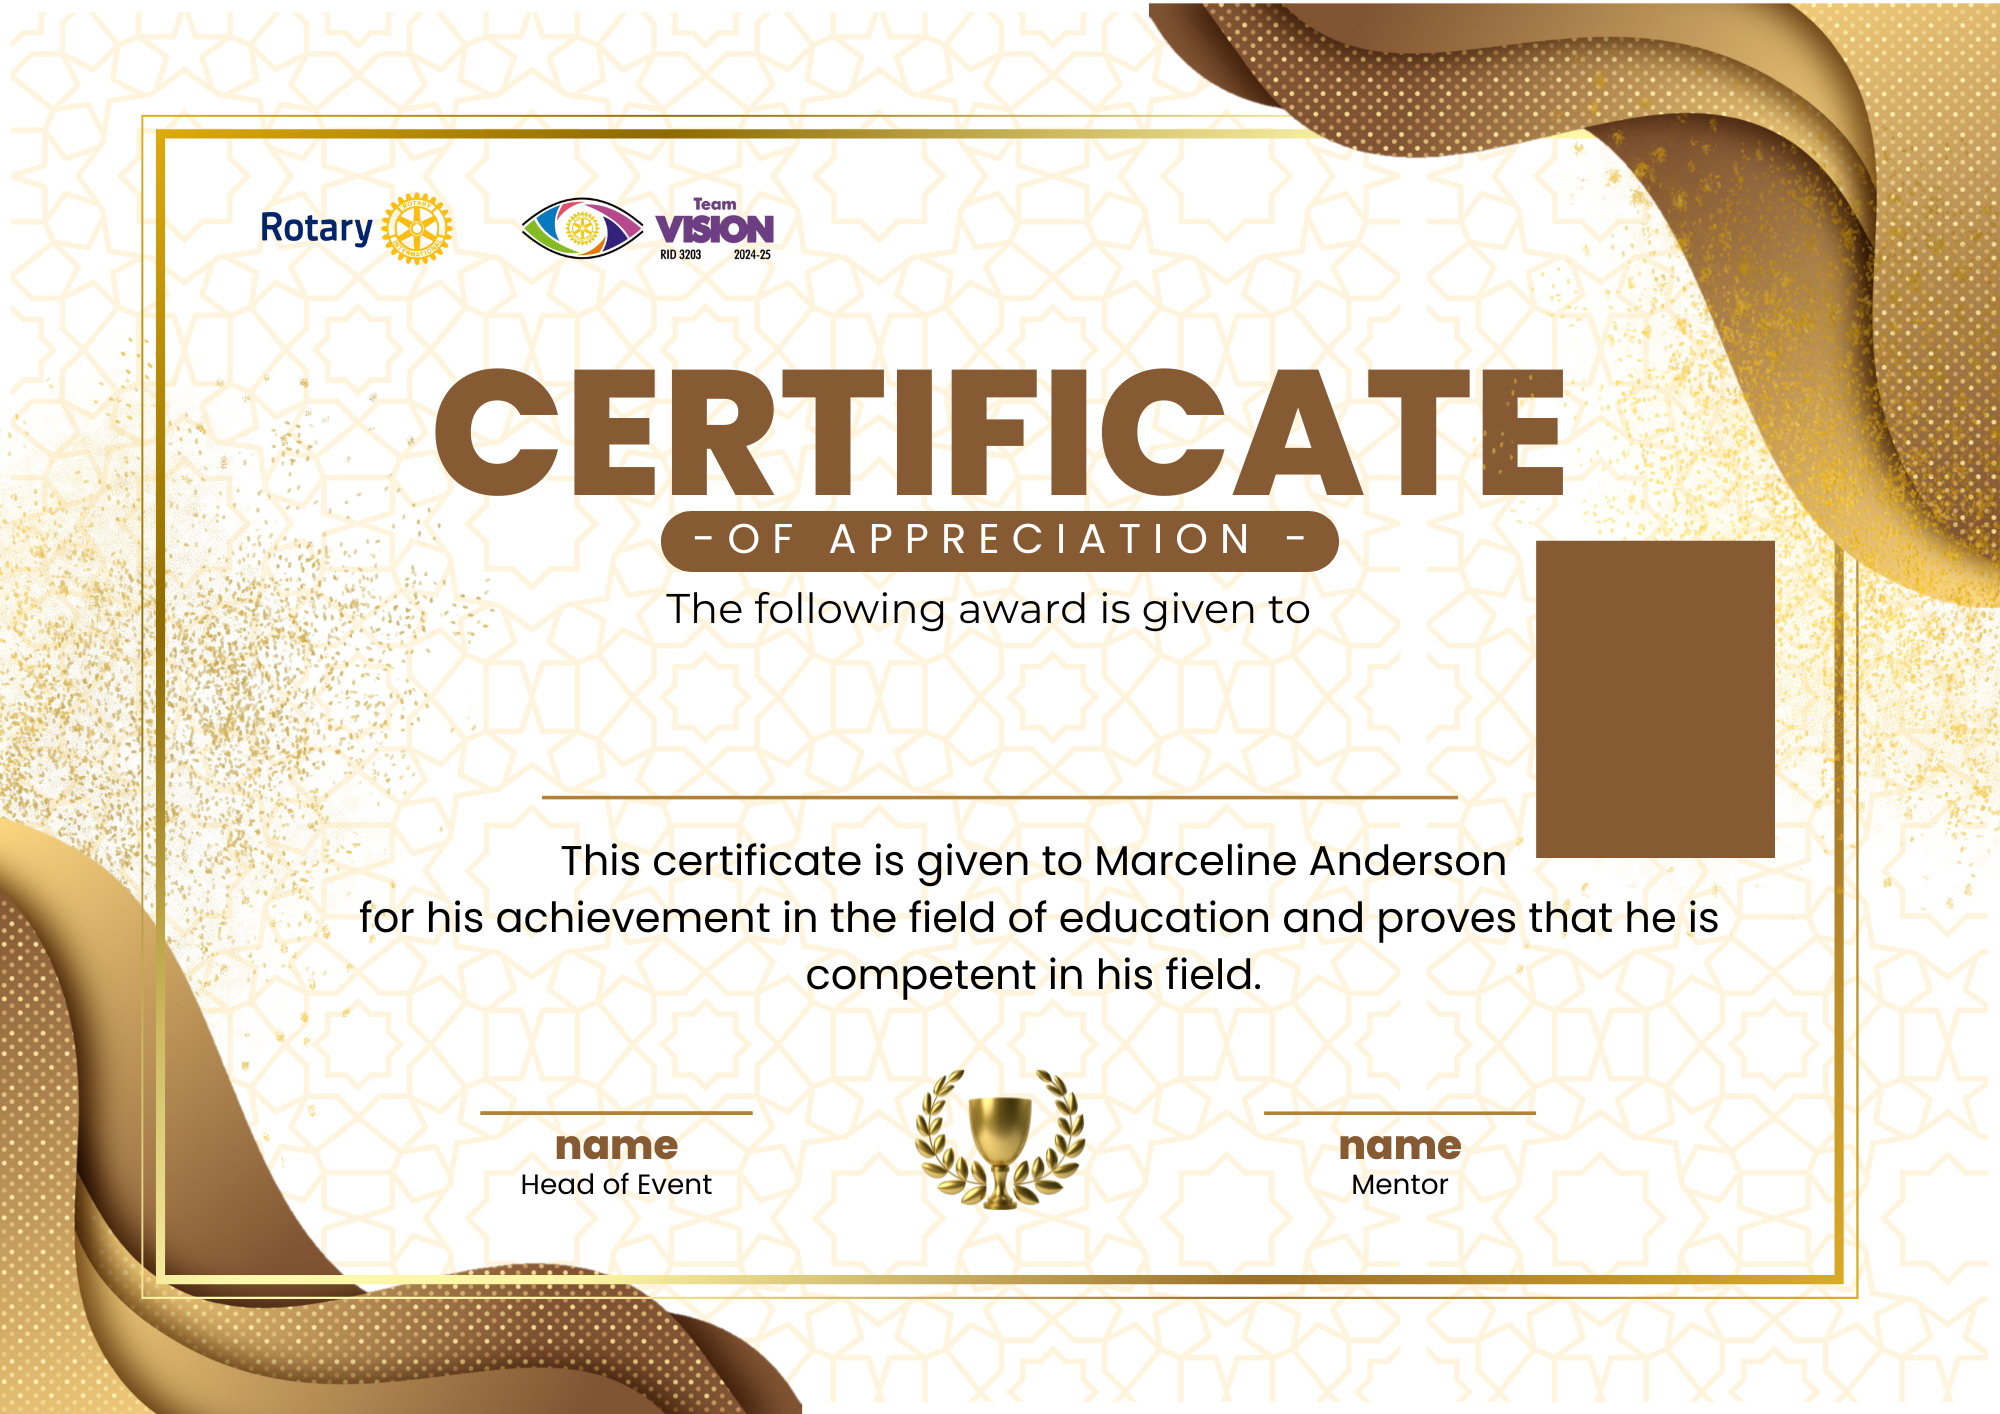 Rotary
ROTARY
INTERNATIONAL
Team
VISION
RID 3203 2024-25
CERTIFICATE
-OF APPRECIATION -
The following award is given to
This certificate is given to Marceline Anderson
for his achievement in the field of education and proves that he is
competent in his field.
name
Head of Event
name
Mentor